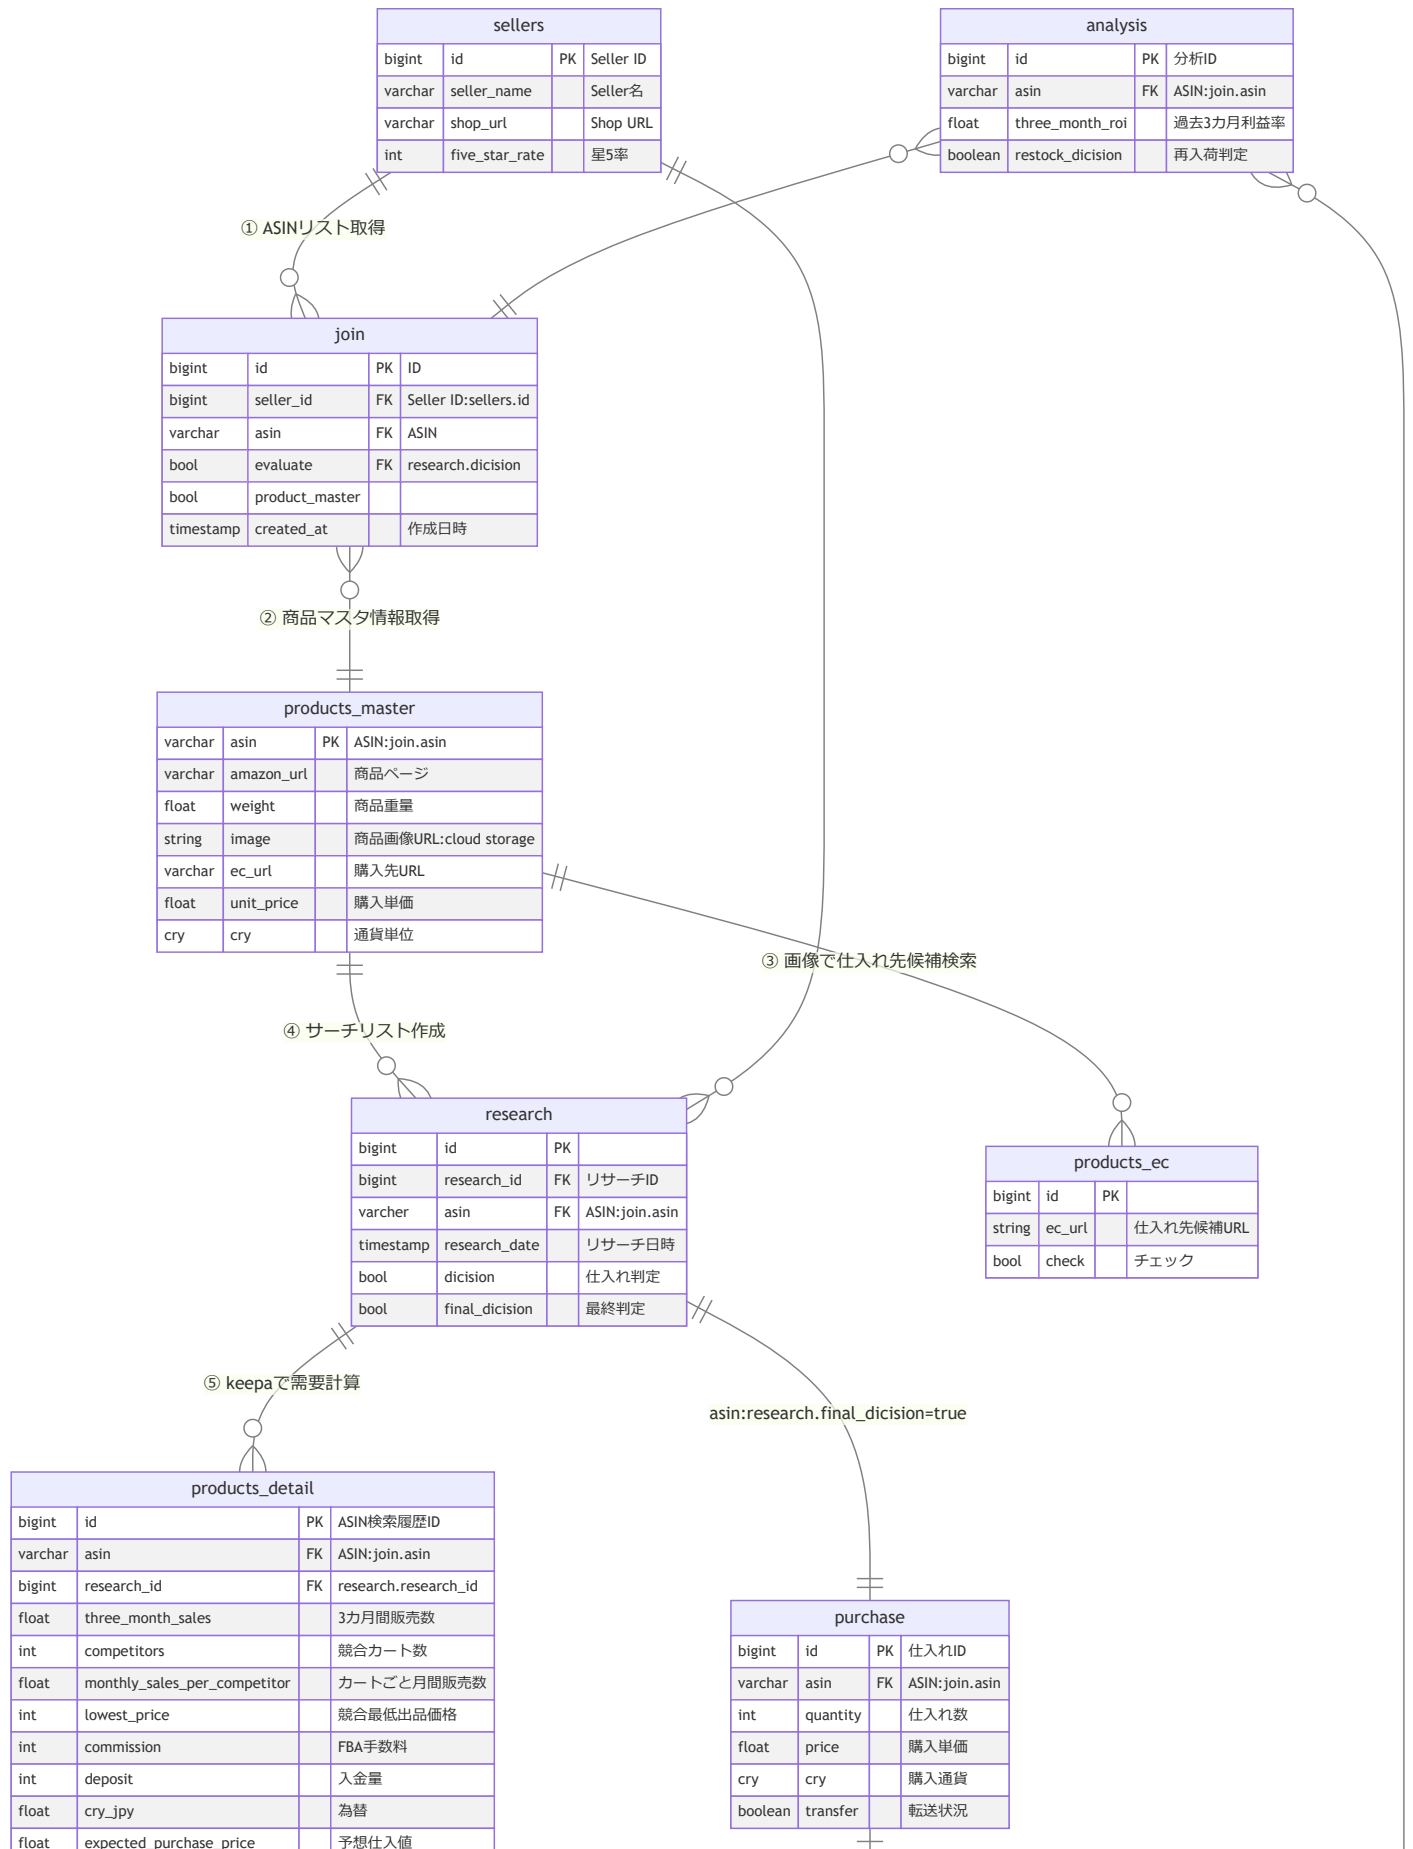 sellers
bigint id PK Seller ID
varchar seller_name Seller名
varchar shop_url Shop URL
int five_star_rate 星5率
analysis
bigint id PK 分析ID
varchar asin FK ASIN:join.asin
float three_month_roi 過去3カ月利益率
boolean restock_dicision 再入荷判定
① ASINリスト取得
join
bigint id PK ID
bigint seller_id FK Seller ID:sellers.id
varchar asin FK ASIN
bool evaluate FK research.dicision
bool product_master
timestamp created_at 作成日時
② 商品マスタ情報取得
products_master
varchar asin PK ASIN:join.asin
varchar amazon_url 商品ページ
float weight 商品重量
string image 商品画像URL:cloud storage
varchar ec_url 購入先URL
float unit_price 購入単価
cry cry 通貨単位
③ 画像で仕入れ先候補検索
④ サーチリスト作成
research
bigint id PK
bigint research_id FK リサーチID
varcher asin FK ASIN:join.asin
timestamp research_date リサーチ日時
bool dicision 仕入れ判定
bool final_dicision 最終判定
products_ec
bigint id PK
string ec_url 仕入れ先候補URL
bool check チェック
⑤ keepaで需要計算
asin:research.final_dicision=true
products_detail
bigint id PK ASIN検索履歴ID
varchar asin FK ASIN:join.asin
bigint research_id FK research.research_id
float three_month_sales 3カ月間販売数
int competitors 競合カート数
float monthly_sales_per_competitor カートごと月間販売数
int lowest_price 競合最低出品価格
int commission FBA手数料
int deposit 入金量
float cry_jpy 為替
float expected_purchase_price 予想仕入値
purchase
bigint id PK 仕入れID
varchar asin FK ASIN:join.asin
int quantity 仕入れ数
float price 購入単価
cry cry 購入通貨
boolean transfer 転送状況